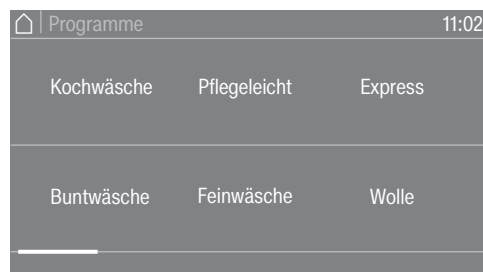 Programme 11:02
Kochwäsche Pflegeleicht Express
Buntwäsche Feinwäsche Wolle